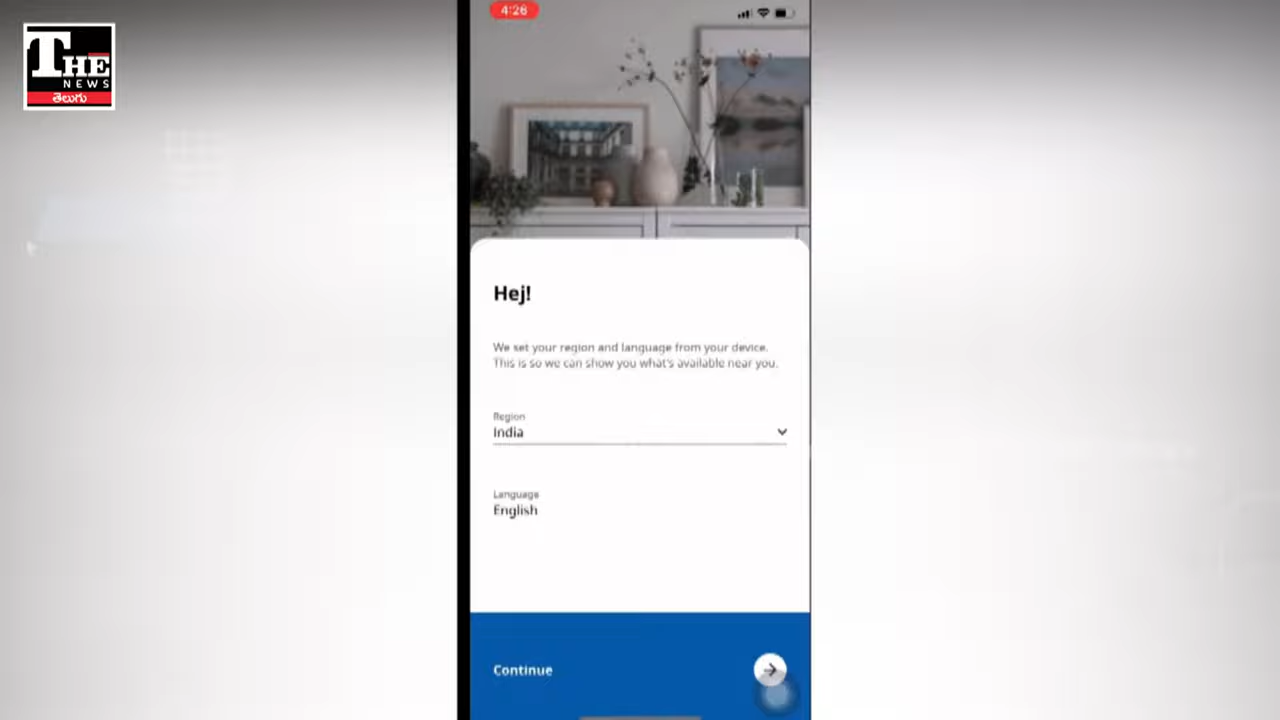 THE
NEWS
తెలుగు
4:26
Hej!
We set your region and language from your device.
This is so we can show you what's available near you.
Region
India
Language
English
Continue